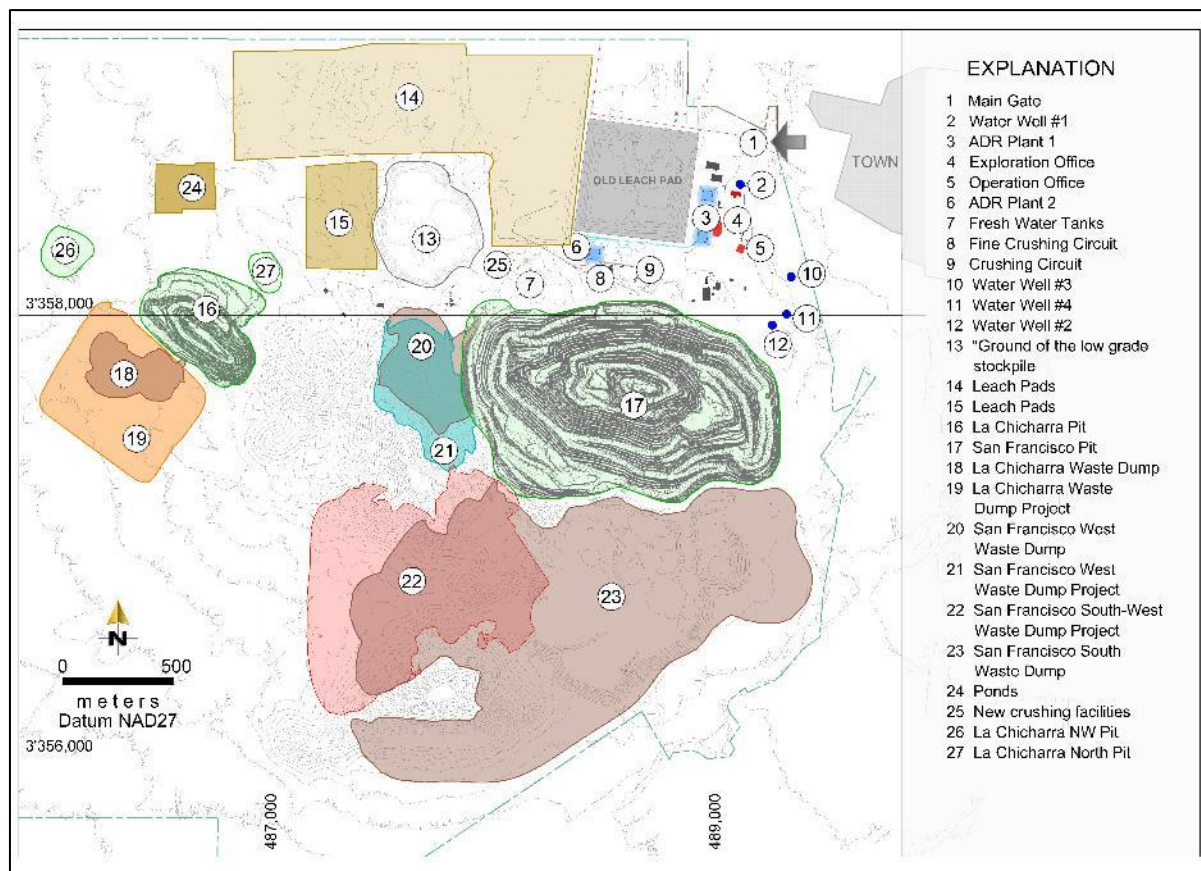 EXPLANATION
1 Main Gate
2 Water Well #1
3 ADR Plant 1
4 Exploration Office
5 Operation Office
6 ADR Plant 2
7 Fresh Water Tanks
8 Fine Crushing Circuit
9 Crushing Circuit
10 Water Well #3
11 Water Well #4
12 Water Well #2
13 "Ground of the low grade
stockpile
14 Leach Pads
15 Leach Pads
16 La Chicharra Pit
17 San Francisco Pit
18 La Chicharra Waste Dump
19 La Chicharra Waste
Dump Project
20 San Francisco West
Waste Dump
21 San Francisco West
Waste Dump Project
22 San Francisco South-West
Waste Dump Project
23 San Francisco South
Waste Dump
24 Ponds
25 New crushing facilities
26 La Chicharra NW Pit
27 La Chicharra North Pit
14
1
TOWN
OLD LEACH PAD
24
2
15
3
4
13
26
6
5
25
27
7
8
9
10
3'358,000
16
11
12
20
18
17
19
21
22
23
N
0 500
meters
Datum NAD27
3'356,000
487,000
489,000